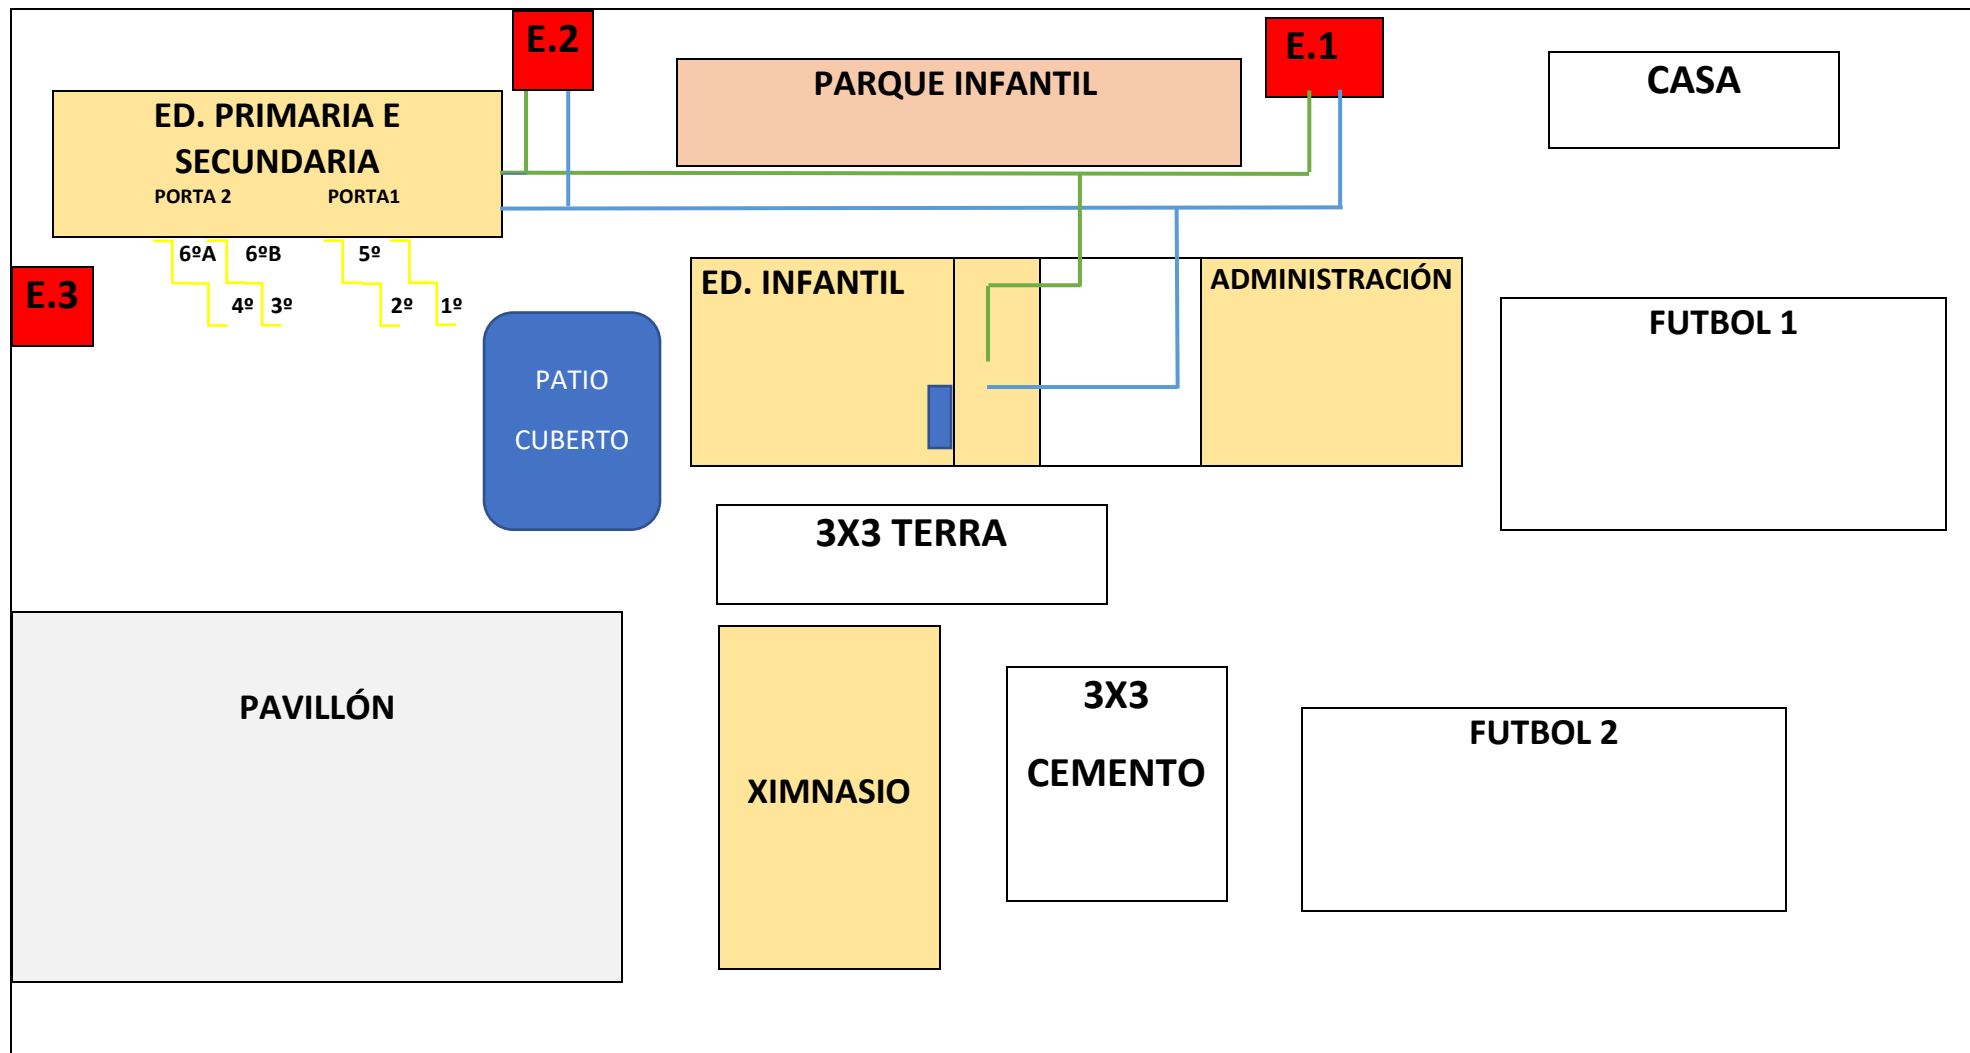 E.2
E.1
PARQUE INFANTIL
CASA
ED. PRIMARIA E
SECUNDARIA
PORTA 2
PORTA1
6ºA
6ºB
5º
4º
3º
2º
1º
E.3
ED. INFANTIL
ADMINISTRACIÓN
FUTBOL 1
PATIO
CUBERTO
3X3 TERRA
PAVILLÓN
XIMNASIO
3X3
CEMENTO
FUTBOL 2